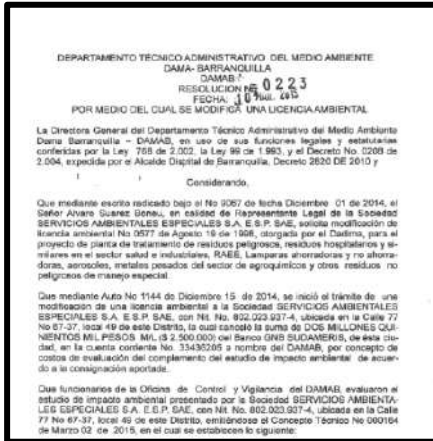 DEPARTAMENTO TÉCNICO ADMINISTRATIVO DEL MEDIO AMBIENTE
DAMA- BARRANQUILLA
DAMAB
RESOLUCION Nº 0223
FECHA: 10 JUL. 2015
POR MEDIO DEL CUAL SE MODIFICA UNA LICENCIA AMBIENTAL
La Directora General del Departamento Técnico Administrativo del Medio Ambiente
Dama Barranquilla – DAMAB, en uso de sus funciones legales y estatutarias
conferidas por la Ley 768 de 2.002, la Ley 99 de 1.993, y el Decreto No. 0208 de
2.004, expedida por el Alcalde Distrital de Barranquilla, Decreto 2820 DE 2010 y
Considerando,
Que mediante escrito radicado bajo el No 9067 de fecha Diciembre 01 de 2014, el
Señor Alvaro Suarez Boneu, en calidad de Representante Legal de la Sociedad
SERVICIOS AMBIENTALES ESPECIALES S.A. E.S.P. SAE, solicita modificación de
licencia ambiental No 0577 de Agosto 19 de 1998, otorgada por el Dadima, para el
proyecto de planta de tratamiento de residuos peligrosos, residuos hospitalarios y si-
milares en el sector salud e industriales, RAEE, Lamparas ahorradoras y no ahorra-
doras, aerosoles, metales pesados del sector de agroquimicos y otros residuos no
peligrosos de manejo especial.
Que mediante Auto No 1144 de Diciembre 15 de 2014, se inició el trámite de une
modificación de una licencia ambiental a la Sociedad SERVICIOS AMBIENTALES
ESPECIALES S.A. E.S.P. SAE, con Nit. No. 802.023.937-4, ubicada en la Calle 77
No 67-37, local 49 de este Distrito, la cual canceló la suma de DOS MILLONES QUI-
NIENTOS MIL PESOS M/L ($ 2.500.000) del Banco GNB SUDAMERIS, de ésta ciu-
dad, en la cuenta corriente No. 33436205 a nombre del DAMAB, por concepto de
costos de evaluación del complemento del estudio de impacto ambiental de acuer-
do a la consignación aportada.
Que funcionarios de la Oficina de Control y Vigilancia del DAMAB, evaluaron el
estudio de impacto ambiental presentado por la Sociedad SERVICIOS AMBIENTA-
LES ESPECIALES S.A. E.S.P. SAE, con Nit. No. 802.023.937-4, ubicada en la Calle
77 No 67-37, local 49 de este Distrito, emitiéndose el Concepto Técnico No 000164
de Marzo 02 de 2015, en el cual se establecen lo siguiente: